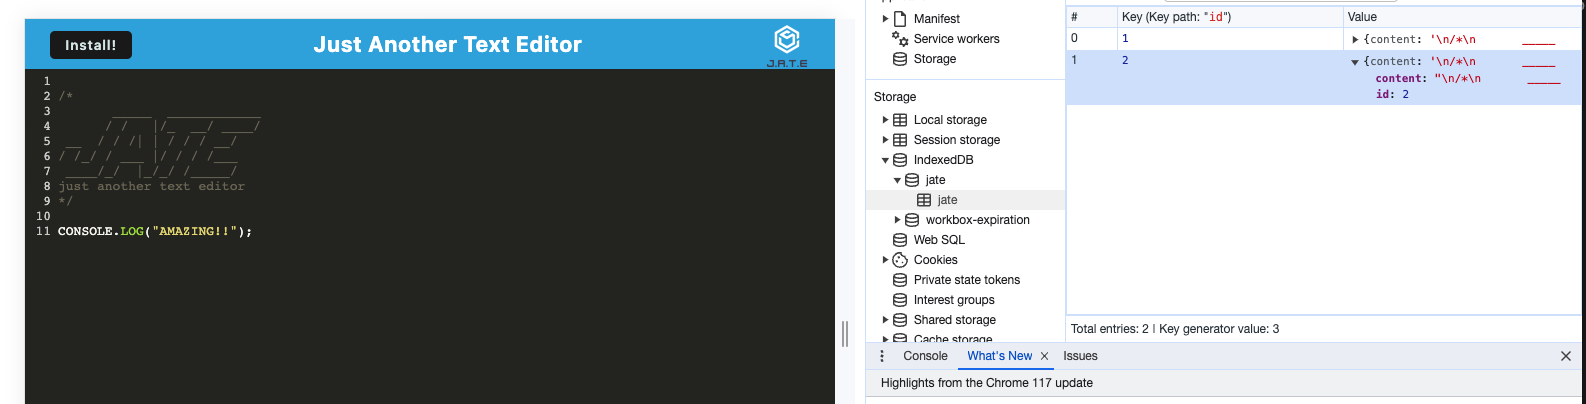 Install!
Just Another Text Editor
J.A.T.E
1
2 /*
3         _____  ____________
4        / /   |/_  __/ ____/
5  __  / / /| | / / / __/
6 / /_/ / ___ |/ / / /___
7  ____/_/  |_/_/ /_____/
8 just another text editor
9 */
10
11 CONSOLE.LOG("AMAZING!!");
Manifest
Service workers
Storage
Storage
Local storage
Session storage
IndexedDB
jate
jate
workbox-expiration
Web SQL
Cookies
Private state tokens
Interest groups
Shared storage
Cache storage
# Key (Key path: "id") Value
0 1 {content: '\n/*\n _____
1 2 {content: '\n/*\n _____
content: "\n/*\n _____
id: 2
Total entries: 2 | Key generator value: 3
Console What's New × Issues ×
Highlights from the Chrome 117 update